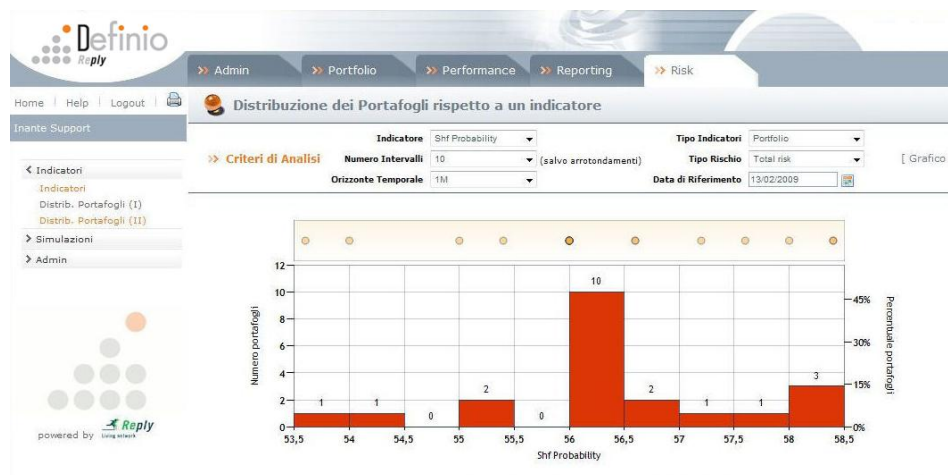 Definio
Reply
>> Admin
>> Portfolio
>> Performance
>> Reporting
>> Risk
Home | Help | Logout
Distribuzione dei Portafogli rispetto a un indicatore
Inante Support
Indicatore Shf Probability Tipo Indicatori Portfolio
>> Criteri di Analisi Numero Intervalli 10 (salvo arrotondamenti) Tipo Rischio Total risk [ Grafico
Orizzonte Temporale 1M Data di Riferimento 13/02/2009
Indicatori
Indicatori
Distrib. Portafogli (I)
Distrib. Portafogli (II)
Simulazioni
Admin
powered by Reply
Living network
Numero portafogli
12
10
8
6
4
2
0
1 1 0 2 0 10 2 1 1 3
45%
30%
15%
0%
Percentuale portafogli
53,5 54 54,5 55 55,5 56 56,5 57 57,5 58 58,5
Shf Probability